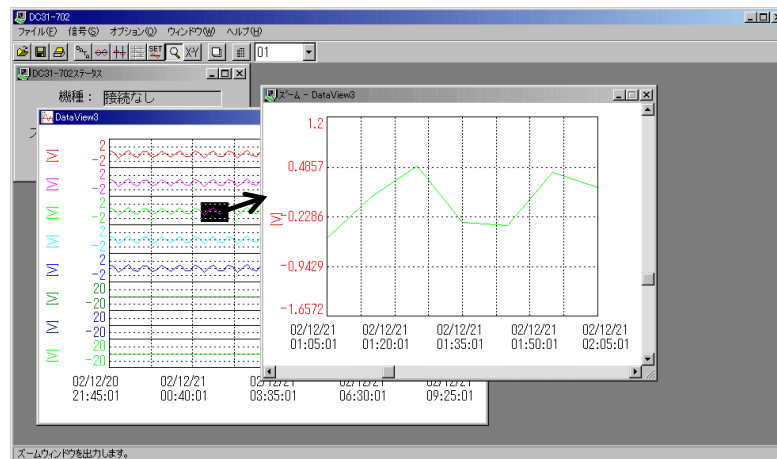 DC31-702
ファイル(F) 信号(S) オプション(O) ウィンドウ(W) ヘルプ(H)
SET XY 01
DC31-702ステータス
機種： 接続なし
DataView3
[V] 2 -2
[V] 2 -2
[V] 2 -2
[V] 2 -2
[V] 2 -2
[V] 20 -20
[V] 20 -20
[V] 20 -20
02/12/20 02/12/21 02/12/21 02/12/21 02/12/21
21:45:01 00:40:01 03:35:01 06:30:01 09:25:01
ズーム - DataView3
1.2
0.4857
[V] -0.2286
-0.9429
-1.6572
02/12/21 02/12/21 02/12/21 02/12/21 02/12/21
01:05:01 01:20:01 01:35:01 01:50:01 02:05:01
ズームウィンドウを出力します。